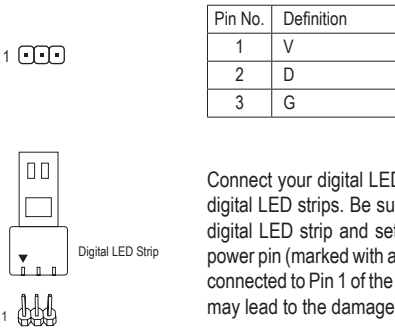 Pin No. Definition
1 V
2 D
3 G
1
Connect your digital LED
digital LED strips. Be su
digital LED strip and set
power pin (marked with a
connected to Pin 1 of the
may lead to the damage
Digital LED Strip
1